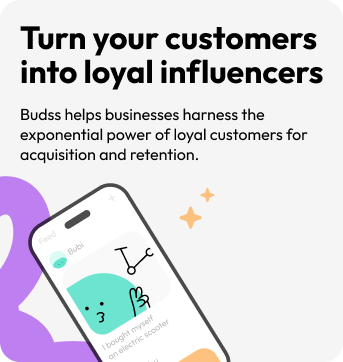 Turn your customers
into loyal influencers
Budss helps businesses harness the
exponential power of loyal customers for
acquisition and retention.
Feed
Bubi
I bought myself
an electric scooter